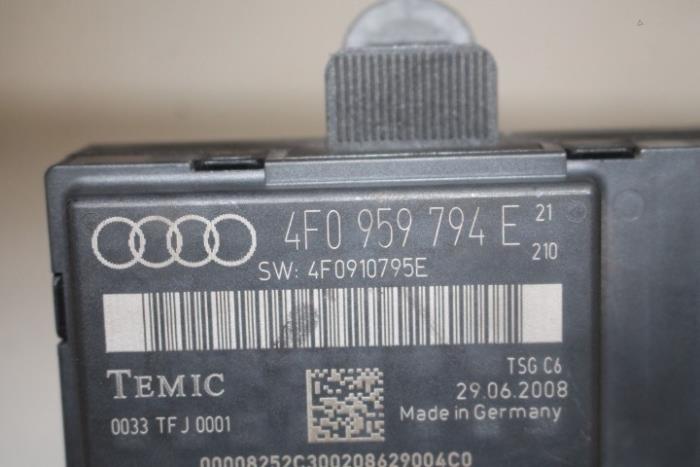 4F0 959 794 E 21
210
SW: 4F0910795E
TSG C6
TEMIC
29.06.2008
0033 TFJ 0001
Made in Germany
00008252C300208629004C0